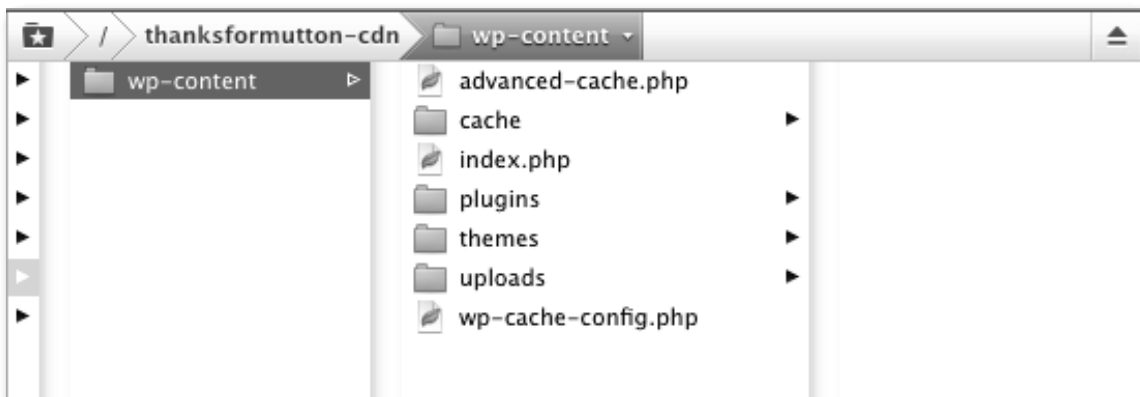 / thanksformutton-cdn wp-content
wp-content
advanced-cache.php
cache
index.php
plugins
themes
uploads
wp-cache-config.php